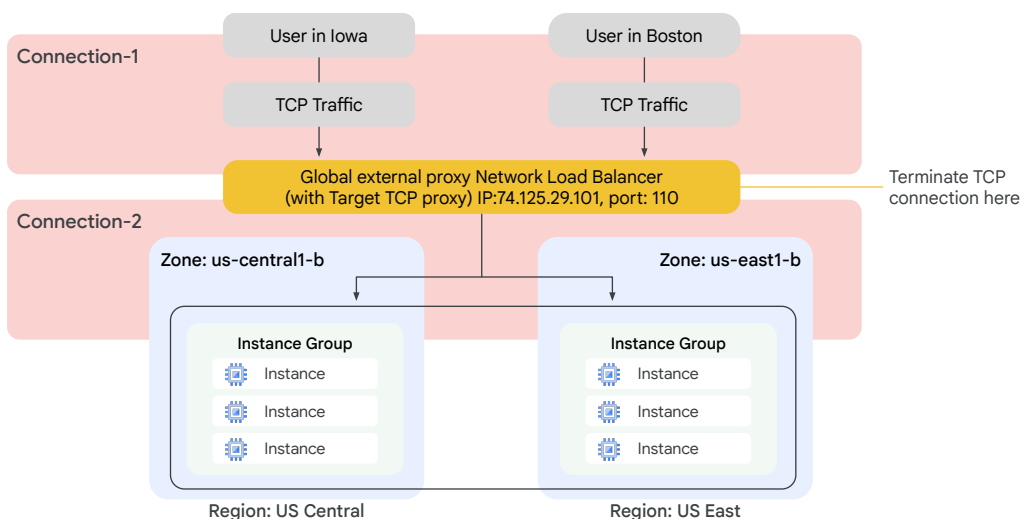 User in Iowa
User in Boston
Connection-1
TCP Traffic
TCP Traffic
Global external proxy Network Load Balancer
(with Target TCP proxy) IP:74.125.29.101, port: 110
Terminate TCP
connection here
Connection-2
Zone: us-central1-b
Zone: us-east1-b
Instance Group
Instance
Instance
Instance
Instance Group
Instance
Instance
Instance
Region: US Central
Region: US East